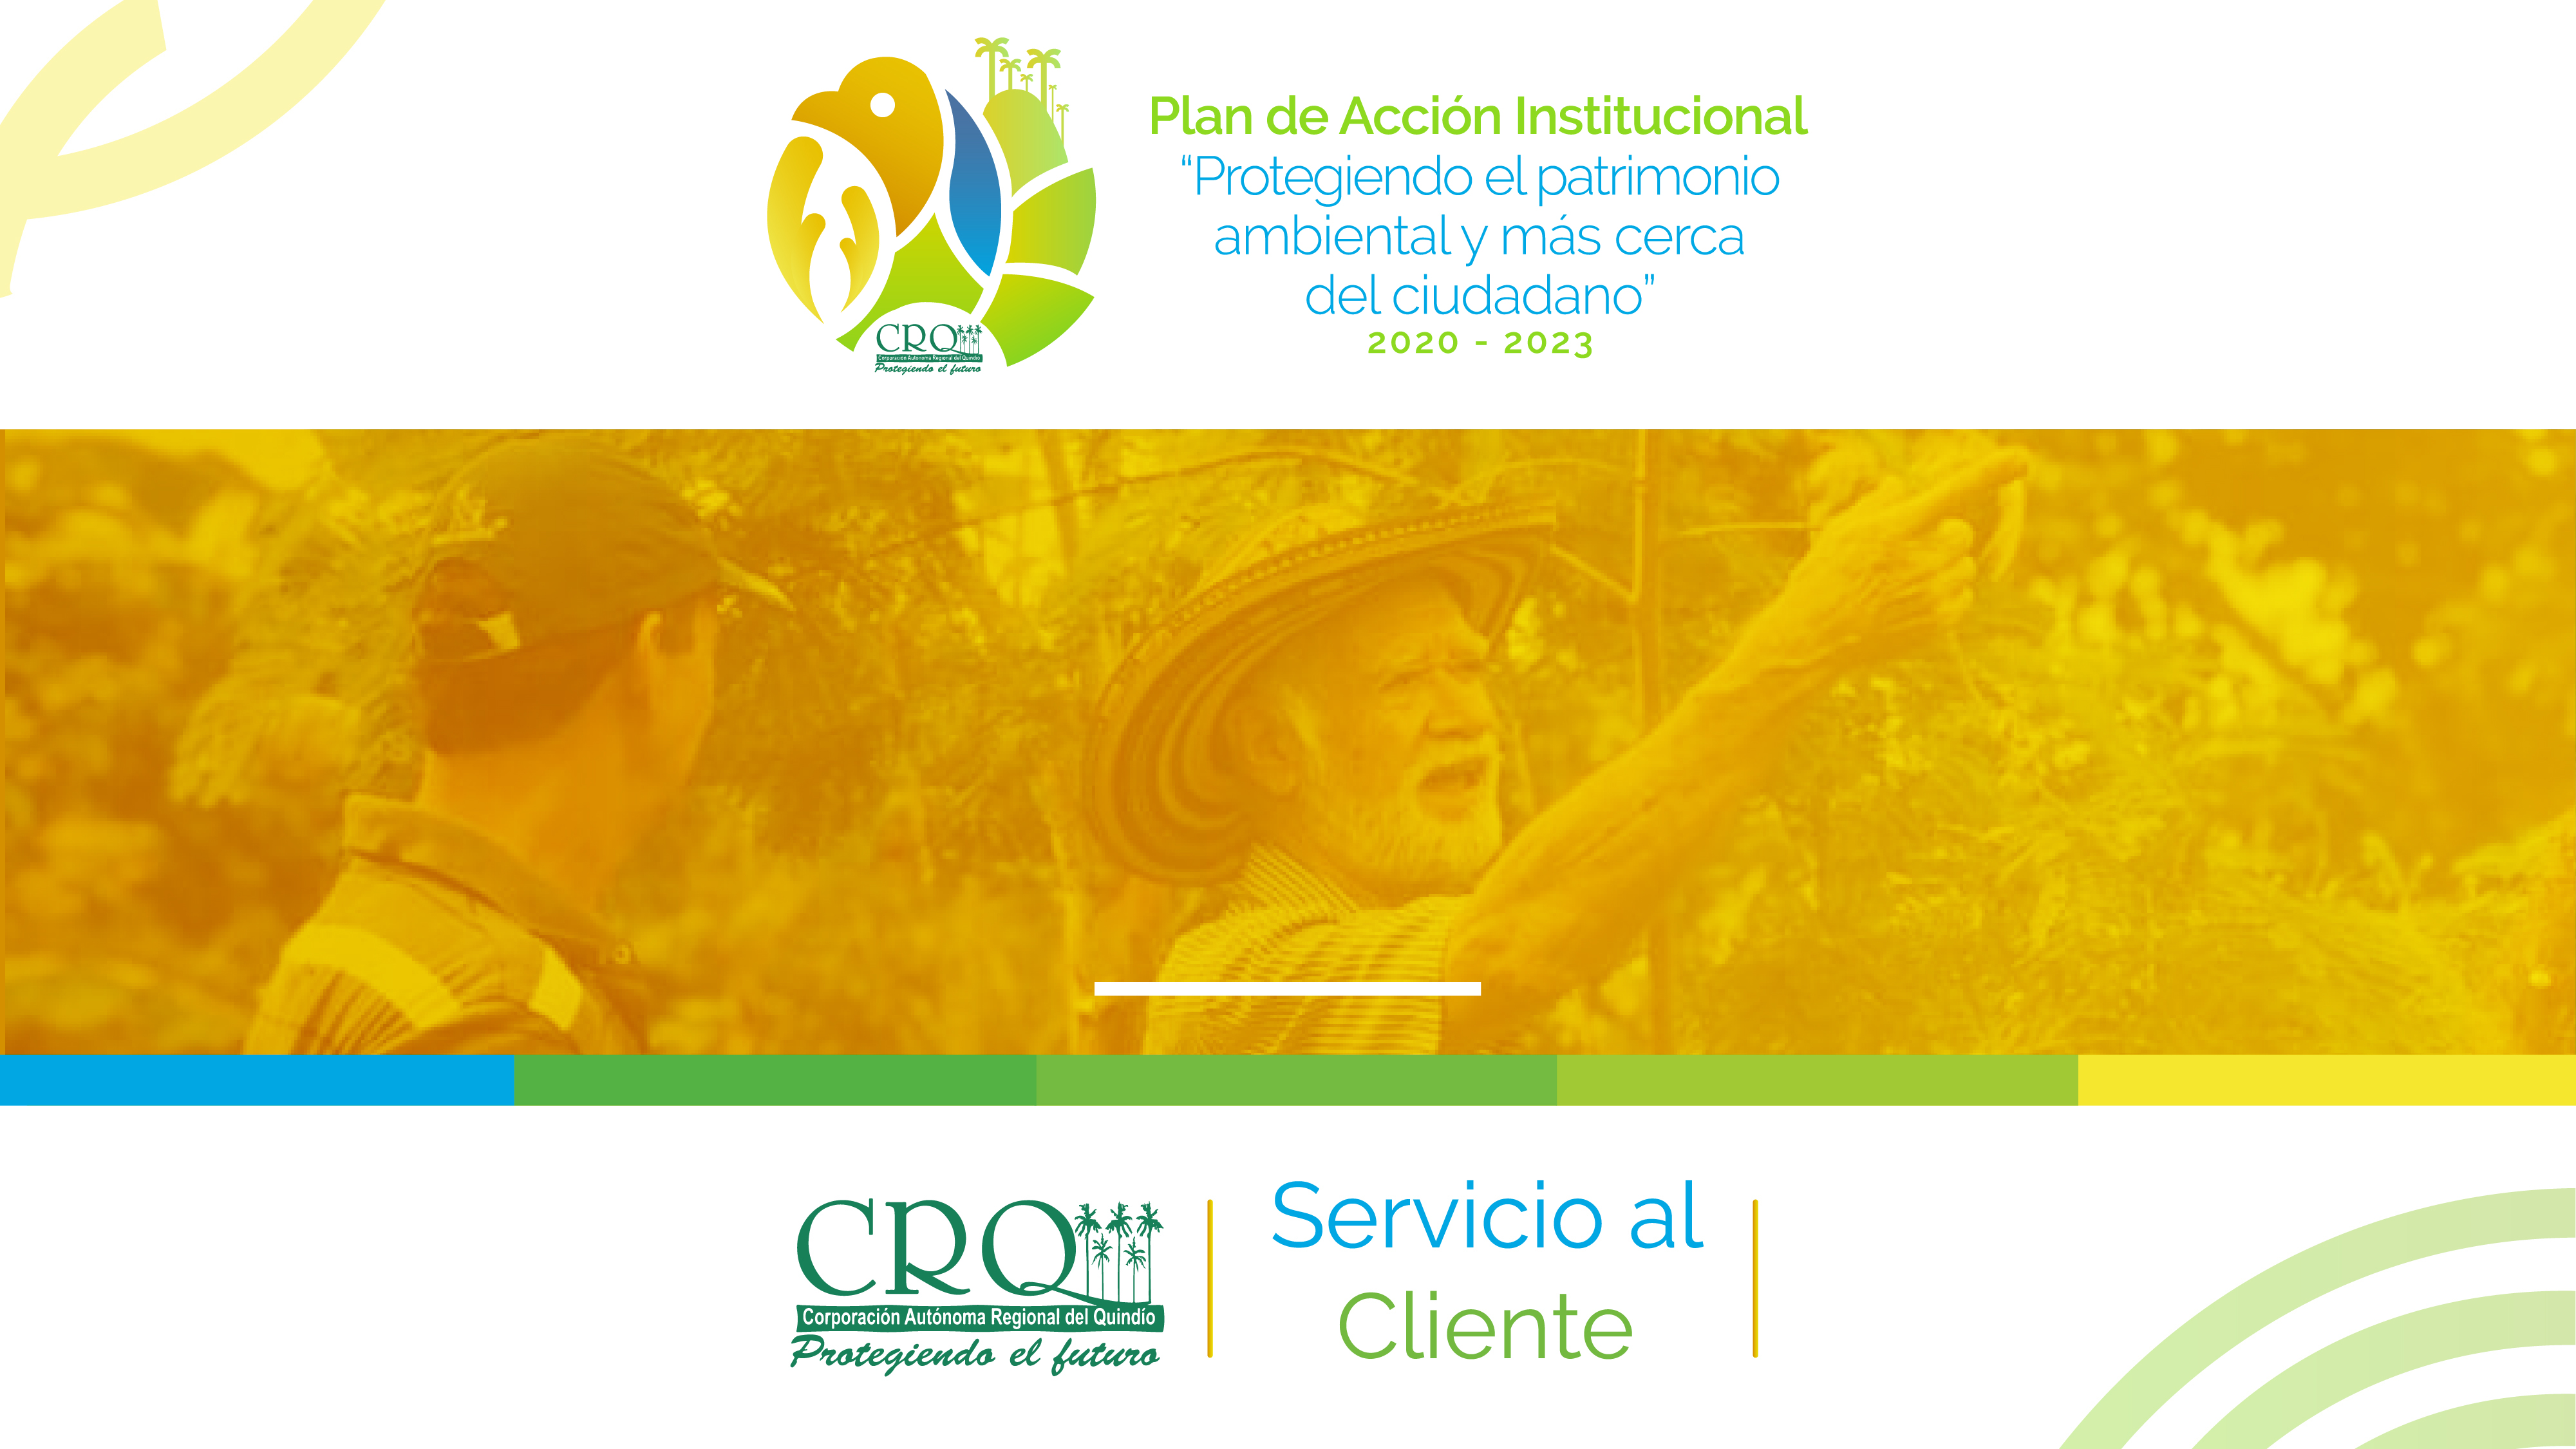 Plan de Acción Institucional
“Protegiendo el patrimonio
ambiental y más cerca
del ciudadano”
2020 - 2023
CRQ
Corporación Autónoma Regional del Quindío
Protegiendo el futuro
CRQ
Corporación Autónoma Regional del Quindío
Protegiendo el futuro
Servicio al
Cliente